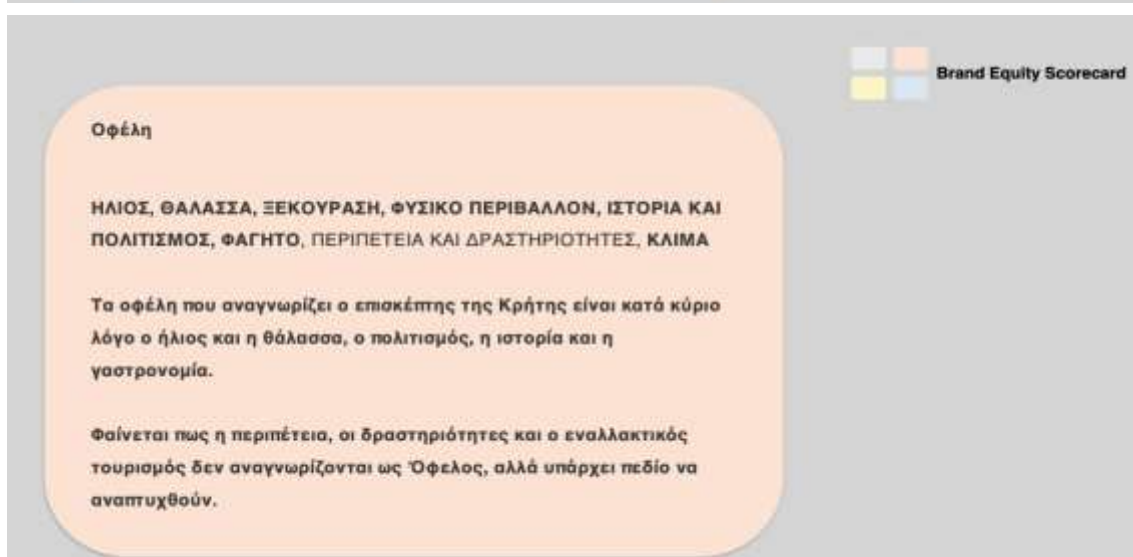 Brand Equity Scorecard
Οφέλη
ΗΛΙΟΣ, ΘΑΛΑΣΣΑ, ΞΕΚΟΥΡΑΣΗ, ΦΥΣΙΚΟ ΠΕΡΙΒΑΛΛΟΝ, ΙΣΤΟΡΙΑ ΚΑΙ
ΠΟΛΙΤΙΣΜΟΣ, ΦΑΓΗΤΟ, ΠΕΡΙΠΕΤΕΙΑ ΚΑΙ ΔΡΑΣΤΗΡΙΟΤΗΤΕΣ, ΚΛΙΜΑ
Τα οφέλη που αναγνωρίζει ο επισκέπτης της Κρήτης είναι κατά κύριο
λόγο ο ήλιος και η θάλασσα, ο πολιτισμός, η ιστορία και η
γαστρονομία.
Φαίνεται πως η περιπέτεια, οι δραστηριότητες και ο εναλλακτικός
τουρισμός δεν αναγνωρίζονται ως Όφελος, αλλά υπάρχει πεδίο να
αναπτυχθούν.